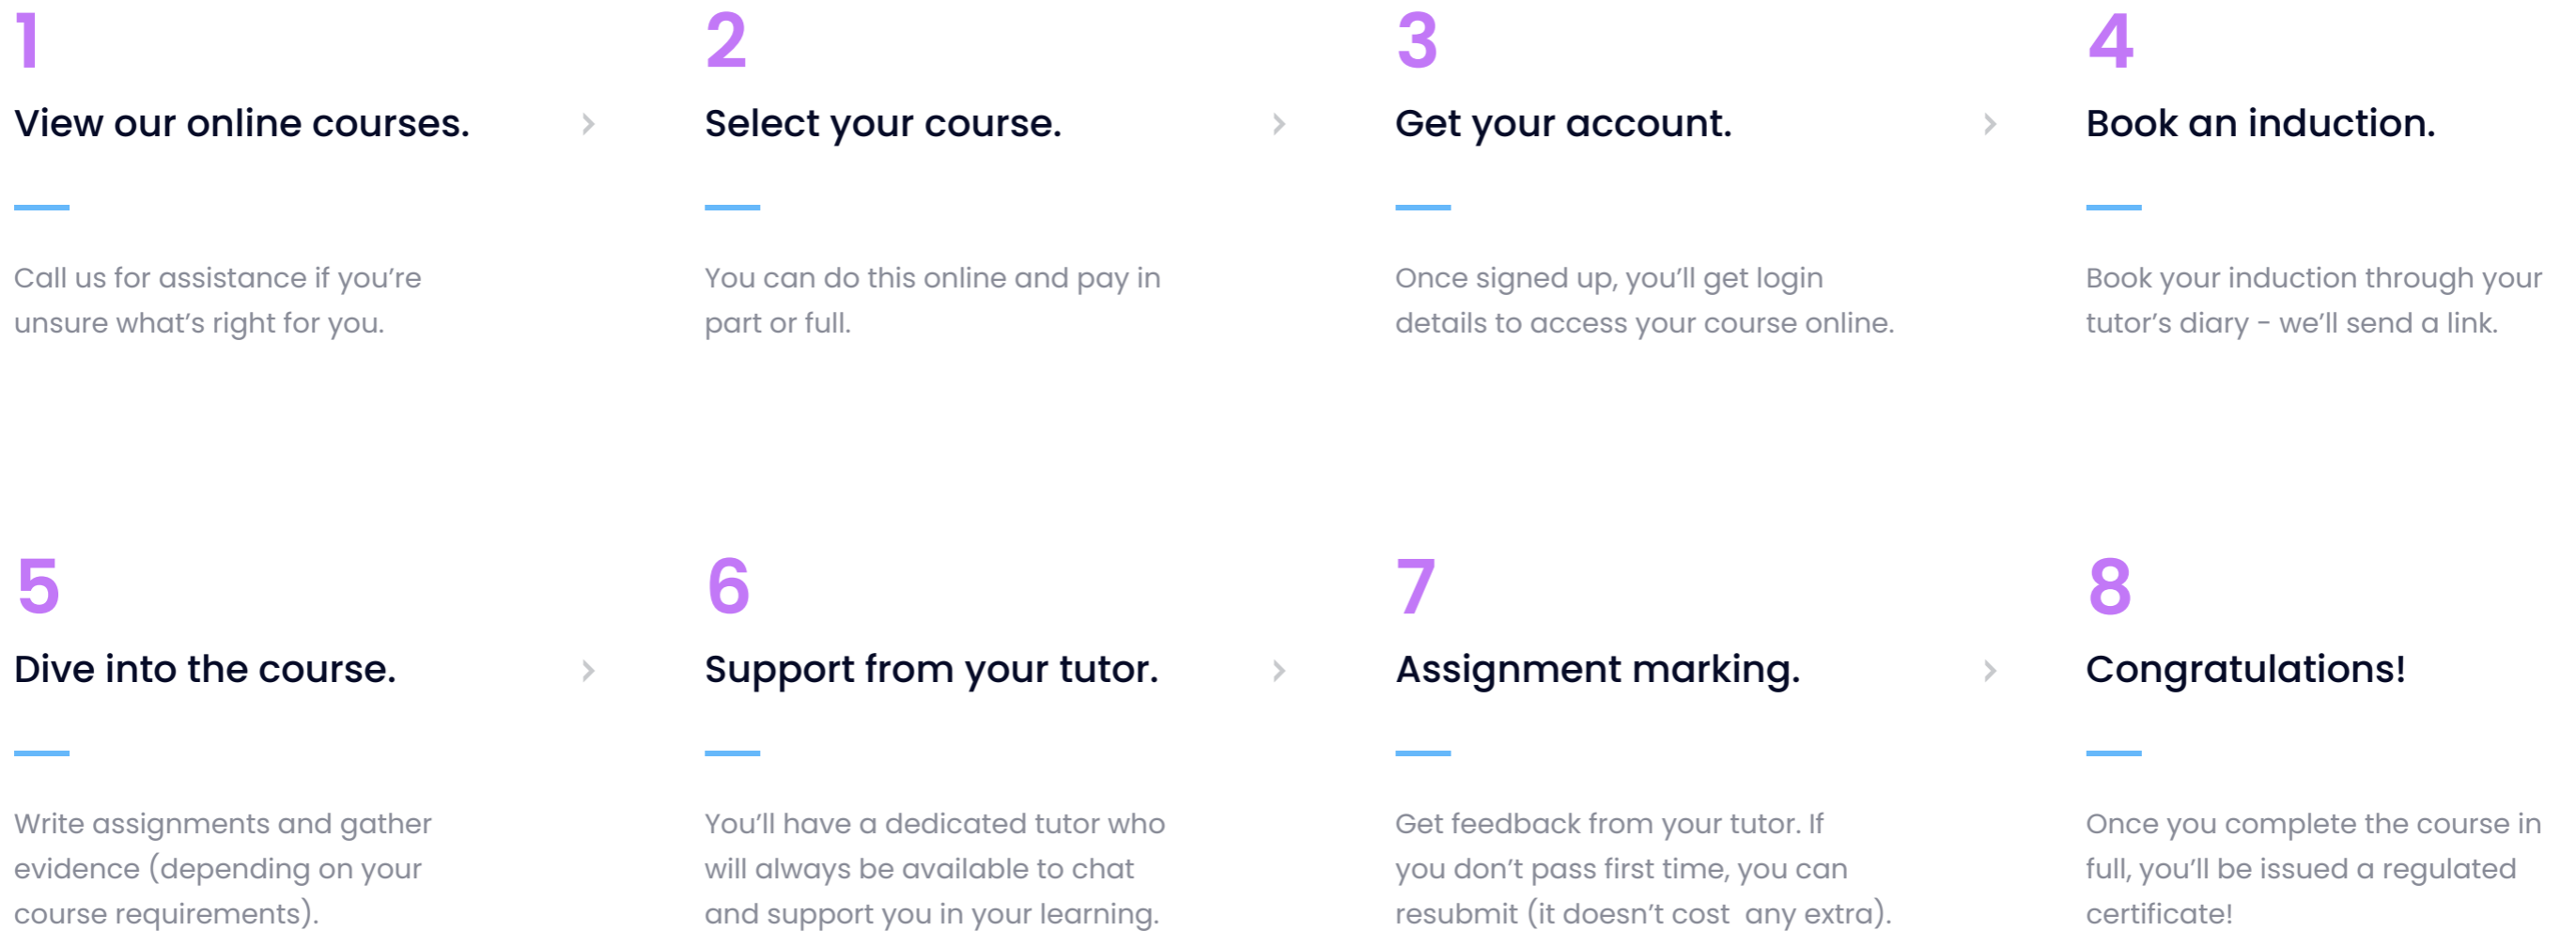 1
View our online courses.
Call us for assistance if you’re
unsure what’s right for you.
2
Select your course.
You can do this online and pay in
part or full.
3
Get your account.
Once signed up, you’ll get login
details to access your course online.
4
Book an induction.
Book your induction through your
tutor’s diary - we’ll send a link.
5
Dive into the course.
Write assignments and gather
evidence (depending on your
course requirements).
6
Support from your tutor.
You’ll have a dedicated tutor who
will always be available to chat
and support you in your learning.
7
Assignment marking.
Get feedback from your tutor. If
you don’t pass first time, you can
resubmit (it doesn’t cost  any extra).
8
Congratulations!
Once you complete the course in
full, you’ll be issued a regulated
certificate!